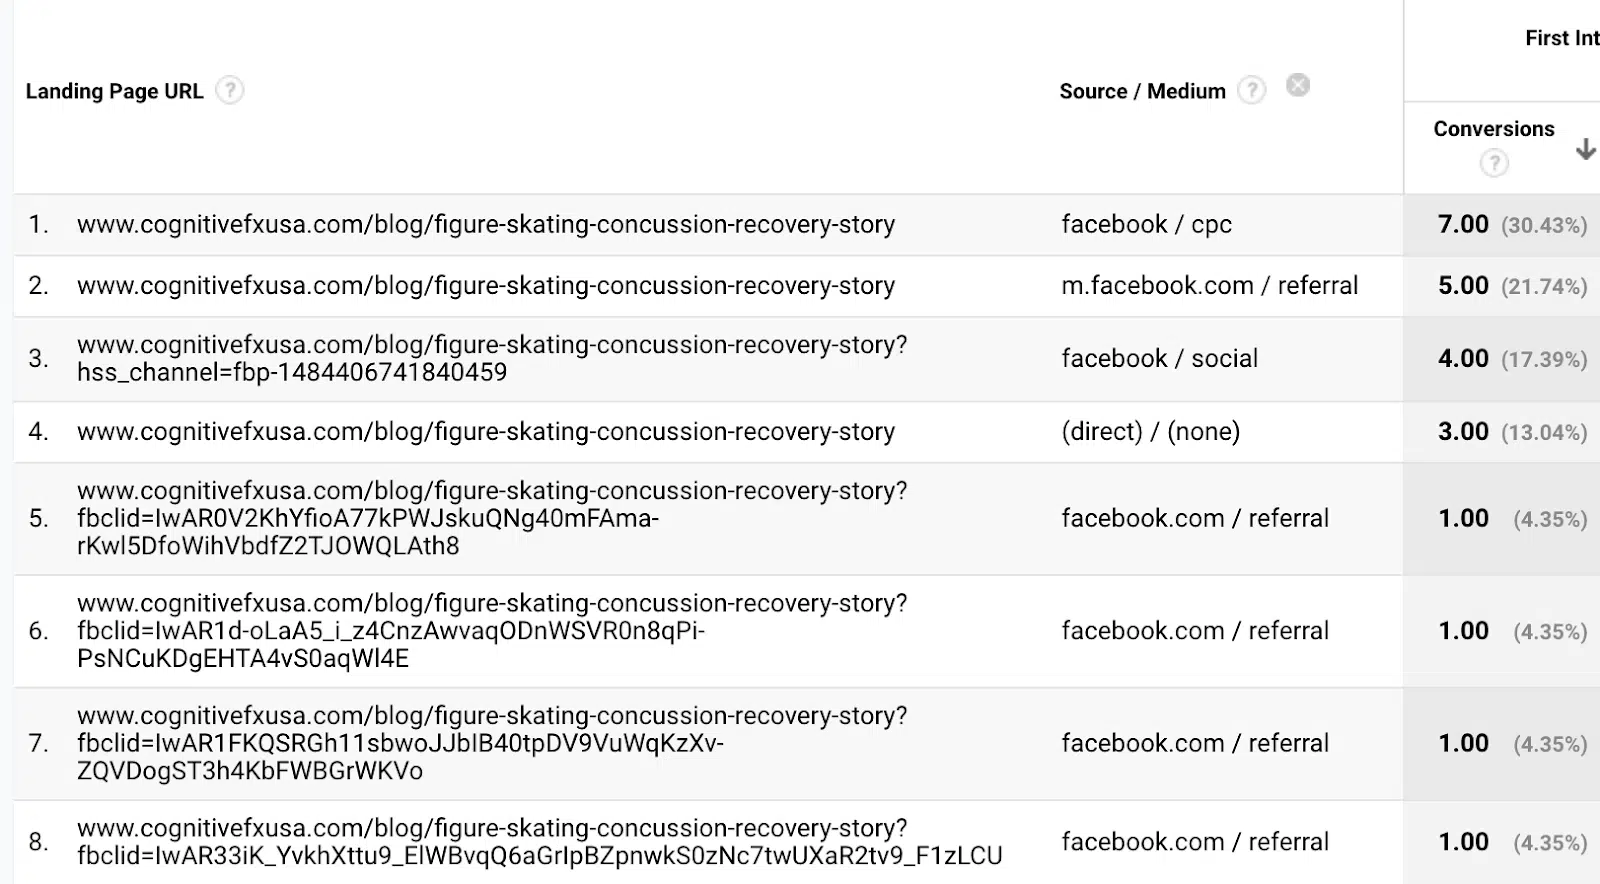 First Int
Landing Page URL ?
Source / Medium ?
Conversions
?
1. www.cognitivefxusa.com/blog/figure-skating-concussion-recovery-story facebook / cpc 7.00 (30.43%)
2. www.cognitivefxusa.com/blog/figure-skating-concussion-recovery-story m.facebook.com / referral 5.00 (21.74%)
3. www.cognitivefxusa.com/blog/figure-skating-concussion-recovery-story?
hss_channel=fbp-1484406741840459 facebook / social 4.00 (17.39%)
4. www.cognitivefxusa.com/blog/figure-skating-concussion-recovery-story (direct) / (none) 3.00 (13.04%)
5. www.cognitivefxusa.com/blog/figure-skating-concussion-recovery-story?
fbclid=IwAR0V2KhYfioA77kPWJskuQNg40mFAma-
rKwl5DfoWihVbdfZ2TJOWQLAth8 facebook.com / referral 1.00 (4.35%)
6. www.cognitivefxusa.com/blog/figure-skating-concussion-recovery-story?
fbclid=IwAR1d-oLaA5_i_z4CnzAwvaqODnWSVR0n8qPi-
PsNCuKDgEHTA4vS0aqWl4E facebook.com / referral 1.00 (4.35%)
7. www.cognitivefxusa.com/blog/figure-skating-concussion-recovery-story?
fbclid=IwAR1FKQSRGh11sbwoJJbIB40tpDV9VuWqKzXv-
ZQVDogST3h4KbFWBGrWKVo facebook.com / referral 1.00 (4.35%)
8. www.cognitivefxusa.com/blog/figure-skating-concussion-recovery-story?
fbclid=IwAR33iK_YvkhXttu9_ElWBvqQ6aGrIpBZpnwkS0zNc7twUXaR2tv9_F1zLCU facebook.com / referral 1.00 (4.35%)